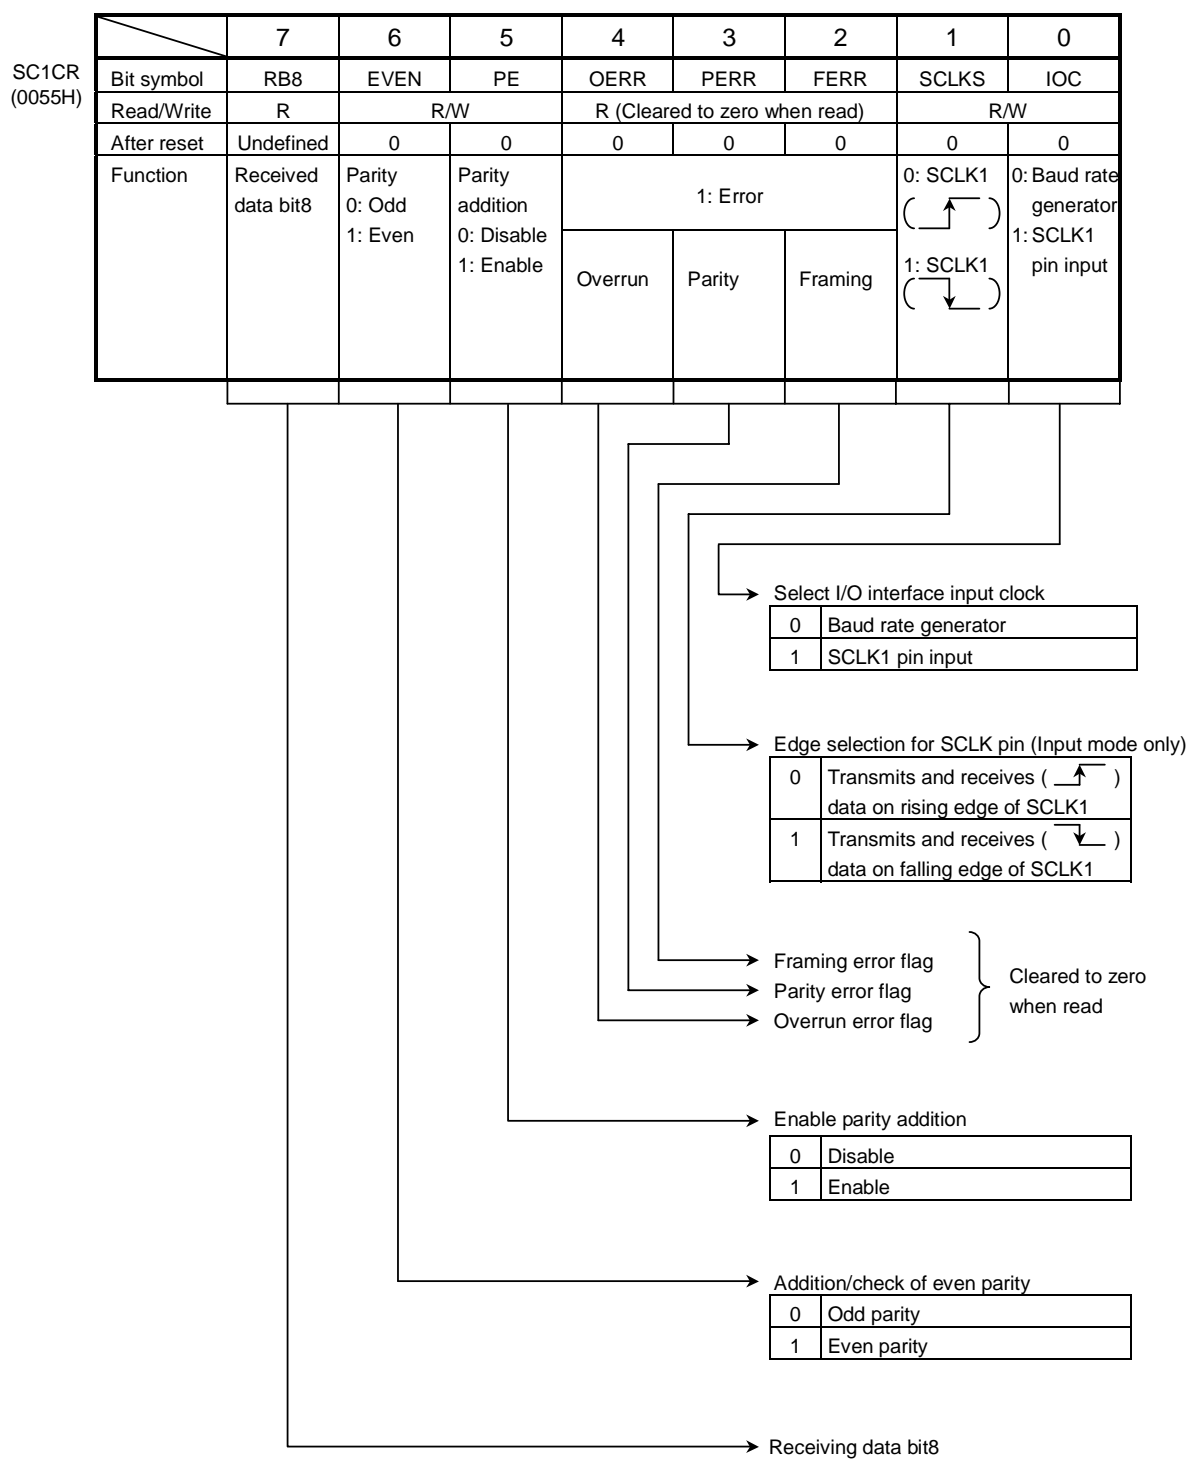 7 6 5 4 3 2 1 0
SC1CR
(0055H)
Bit symbol RB8 EVEN PE OERR PERR FERR SCLKS IOC
Read/Write R R/W R (Cleared to zero when read) R/W
After reset Undefined 0 0 0 0 0 0 0
Function
Received
data bit8
Parity
0: Odd
1: Even
Parity
addition
0: Disable
1: Enable
1: Error
Overrun Parity Framing
0: SCLK1
1: SCLK1
0: Baud rate
generator
1: SCLK1
pin input
Select I/O interface input clock
0 Baud rate generator
1 SCLK1 pin input
Edge selection for SCLK pin (Input mode only)
0 Transmits and receives ( )
data on rising edge of SCLK1
1 Transmits and receives ( )
data on falling edge of SCLK1
Framing error flag
Parity error flag
Overrun error flag
Cleared to zero
when read
Enable parity addition
0 Disable
1 Enable
Addition/check of even parity
0 Odd parity
1 Even parity
Receiving data bit8